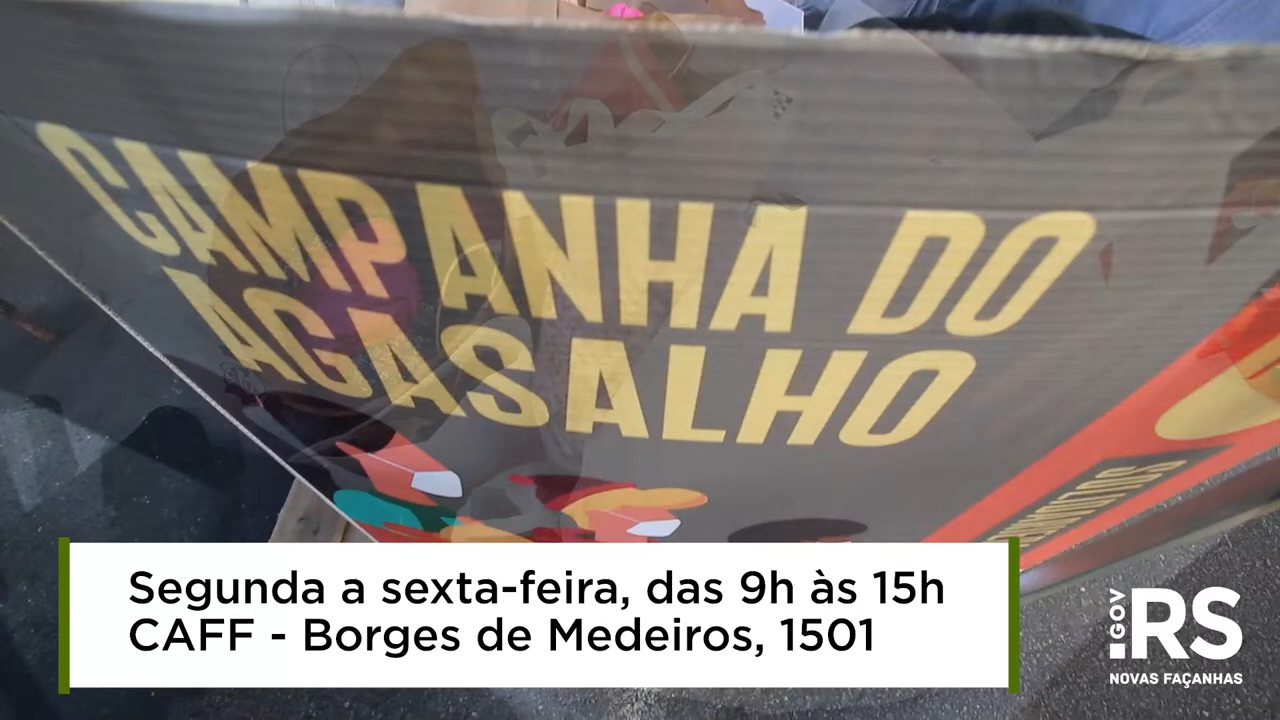 CAMPANHA DO
AGASALHO
Segunda a sexta-feira, das 9h às 15h
CAFF - Borges de Medeiros, 1501
.GOV
RS
NOVAS FAÇANHAS